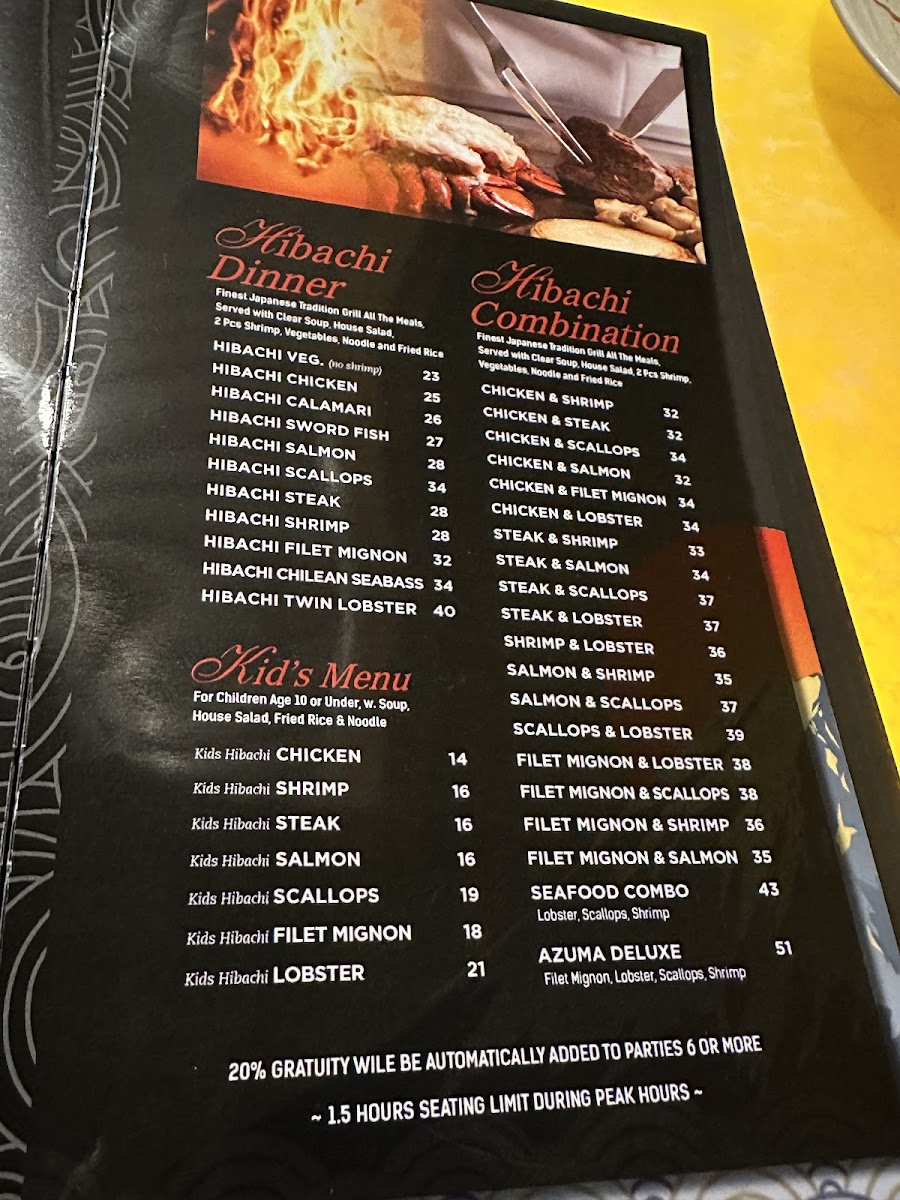 Hibachi
Dinner
Finest Japanese Tradition Grill All The Meals,
Served with Clear Soup, House Salad,
2 Pcs Shrimp, Vegetables, Noodle and Fried Rice
HIBACHI VEG. (no shrimp) 23
HIBACHI CHICKEN 25
HIBACHI CALAMARI 26
HIBACHI SWORD FISH 27
HIBACHI SALMON 28
HIBACHI SCALLOPS 34
HIBACHI STEAK 28
HIBACHI SHRIMP 28
HIBACHI FILET MIGNON 32
HIBACHI CHILEAN SEABASS 34
HIBACHI TWIN LOBSTER 40
Kid's Menu
For Children Age 10 or Under, w. Soup,
House Salad, Fried Rice & Noodle
Kids Hibachi CHICKEN 14
Kids Hibachi SHRIMP 16
Kids Hibachi STEAK 16
Kids Hibachi SALMON 16
Kids Hibachi SCALLOPS 19
Kids Hibachi FILET MIGNON 18
Kids Hibachi LOBSTER 21
Hibachi
Combination
Finest Japanese Tradition Grill All The Meals,
Served with Clear Soup, House Salad, 2 Pcs Shrimp,
Vegetables, Noodle and Fried Rice
CHICKEN & SHRIMP 32
CHICKEN & STEAK 32
CHICKEN & SCALLOPS 34
CHICKEN & SALMON 32
CHICKEN & FILET MIGNON 34
CHICKEN & LOBSTER 34
STEAK & SHRIMP 33
STEAK & SALMON 34
STEAK & SCALLOPS 37
STEAK & LOBSTER 37
SHRIMP & LOBSTER 36
SALMON & SHRIMP 35
SALMON & SCALLOPS 37
SCALLOPS & LOBSTER 39
FILET MIGNON & LOBSTER 38
FILET MIGNON & SCALLOPS 38
FILET MIGNON & SHRIMP 36
FILET MIGNON & SALMON 35
SEAFOOD COMBO 43
Lobster, Scallops, Shrimp
AZUMA DELUXE 51
Filet Mignon, Lobster, Scallops, Shrimp
20% GRATUITY WILE BE AUTOMATICALLY ADDED TO PARTIES 6 OR MORE
~ 1.5 HOURS SEATING LIMIT DURING PEAK HOURS ~